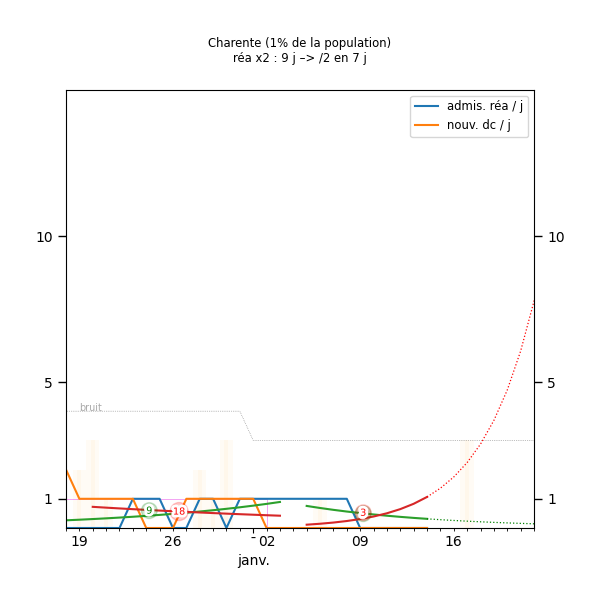 Charente (1% de la population)
réa x2 : 9 j –> /2 en 7 j
admis. réa / j
nouv. dc / j
10 10
5 5
bruit
1 1
9 18 3
19 26 - 02 09 16
janv.